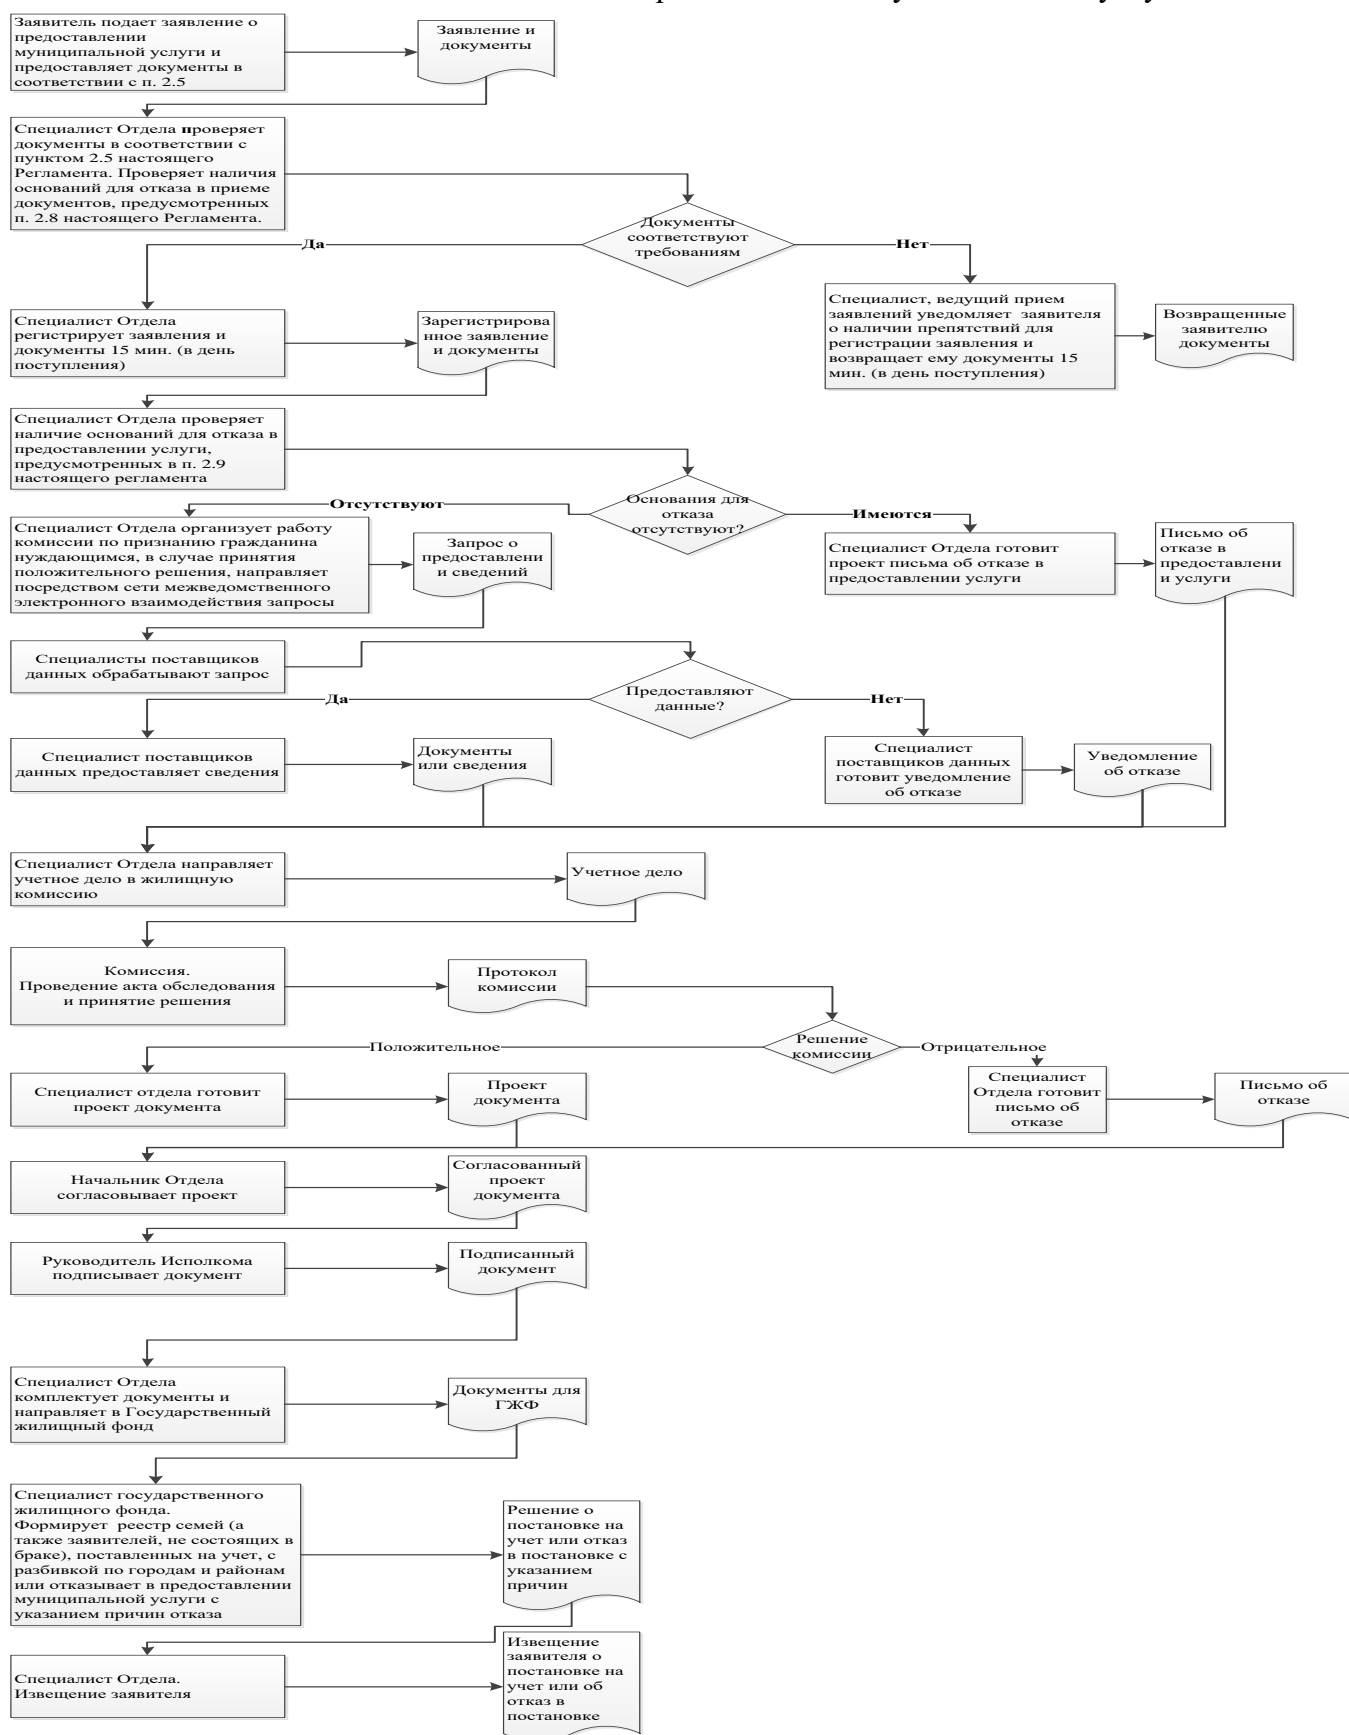 Заявитель подает заявление о
предоставлении
муниципальной услуги и
предоставляет документы в
соответствии с п. 2.5
Заявление и
документы
Специалист Отдела проверяет
документы в соответствии с
пунктом 2.5 настоящего
Регламента. Проверяет наличия
оснований для отказа в приеме
документов, предусмотренных
п. 2.8 настоящего Регламента.
Документы
соответствуют
требованиям
Да
Нет
Специалист Отдела
регистрирует заявления и
документы 15 мин. (в день
поступления)
Зарегистрирова
нное заявление
и документы
Специалист, ведущий прием
заявлений уведомляет заявителя
о наличии препятствий для
регистрации заявления и
возвращает ему документы 15
мин. (в день поступления)
Возвращенные
заявителю
документы
Специалист Отдела проверяет
наличие оснований для отказа в
предоставлении услуги,
предусмотренных в п. 2.9
настоящего регламента
Основания для
отказа
отсутствуют?
Отсутствуют
Имеются
Специалист Отдела организует работу
комиссии по признанию гражданина
нуждающимся, в случае принятия
положительного решения, направляет
посредством сети межведомственного
электронного взаимодействия запросы
Запрос о
предоставлени
и сведений
Специалист Отдела готовит
проект письма об отказе в
предоставлении услуги
Письмо об
отказе в
предоставлени
и услуги
Специалисты поставщиков
данных обрабатывают запрос
Предоставляют
данные?
Да
Нет
Специалист поставщиков
данных предоставляет сведения
Документы
или сведения
Специалист
поставщиков данных
готовит уведомление
об отказе
Уведомление
об отказе
Специалист Отдела направляет
учетное дело в жилищную
комиссию
Учетное дело
Комиссия.
Проведение акта обследования
и принятие решения
Протокол
комиссии
Решение
комиссии
Положительное
Отрицательное
Специалист отдела готовит
проект документа
Проект
документа
Специалист
Отдела готовит
письмо об
отказе
Письмо об
отказе
Начальник Отдела
согласовывает проект
Согласованный
проект
документа
Руководитель Исполкома
подписывает документ
Подписанный
документ
Специалист Отдела
комплектует документы и
направляет в Государственный
жилищный фонд
Документы для
ГЖФ
Специалист государственного
жилищного фонда.
Формирует реестр семей (а
также заявителей, не состоящих в
браке), поставленных на учет, с
разбивкой по городам и районам
или отказывает в предоставлении
муниципальной услуги с
указанием причин отказа
Решение о
постановке на
учет или отказ
в постановке с
указанием
причин
Специалист Отдела.
Извещение заявителя
Извещение
заявителя о
постановке на
учет или об
отказ в
постановке